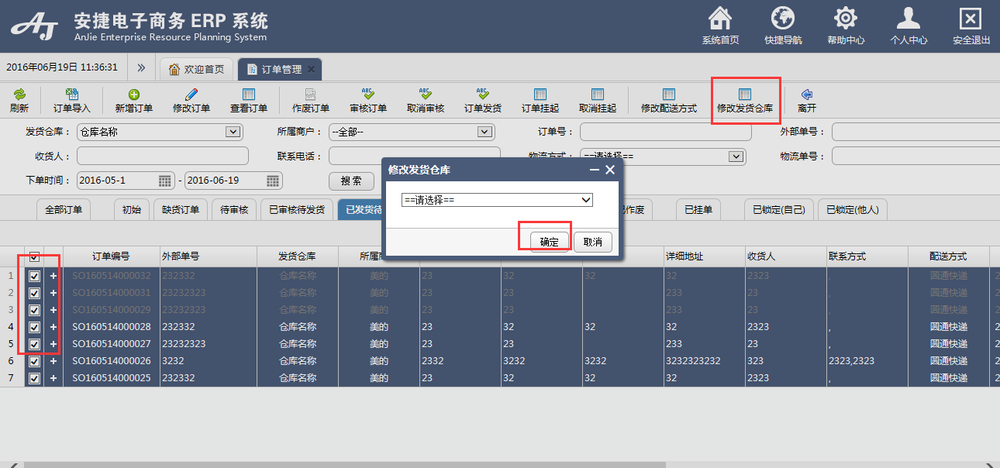 AJ 安捷电子商务 ERP 系统
AnJie Enterprise Resource Planning System
系统首页 快捷导航 帮助中心 个人中心 安全退出
2016年06月19日 11:36:31 » 欢迎首页 订单管理 ×
刷新 订单导入 新增订单 修改订单 查看订单 作废订单 审核订单 取消审核 订单发货 订单挂起 取消挂起 修改配送方式 修改发货仓库 离开
发货仓库： 仓库名称 所属商户： --全部-- 订单号： 外部单号：
收货人： 联系电话： 物流方式： ==请选择== 物流单号：
下单时间： 2016-05-1 - 2016-06-19 搜 索
修改发货仓库
==请选择==
确定 取消
全部订单 初始 缺货订单 待审核 已审核待发货 已发货待 作废 已挂单 已锁定(自己) 已锁定(他人)
订单编号 外部单号 发货仓库 所属 详细地址 收货人 联系方式 配送方式
1 + SO160514000032 232332 仓库名称 美的 23 32 32 32 2323 , 圆通快递 2
2 + SO160514000031 23232323 仓库名称 美的 23 23 233 23 , 圆通快递 2
3 + SO160514000029 23232323 仓库名称 美的 23 23 233 23 , 圆通快递 2
4 + SO160514000028 232332 仓库名称 美的 23 32 32 32 2323 , 圆通快递 2
5 + SO160514000027 23232323 仓库名称 美的 23 23 233 23 , 圆通快递 2
6 + SO160514000026 3232 仓库名称 美的 2332 3232 3232 3232323232 323 2323,2323 圆通快递 2
7 + SO160514000025 232332 仓库名称 美的 23 32 32 32 2323 , 圆通快递 2